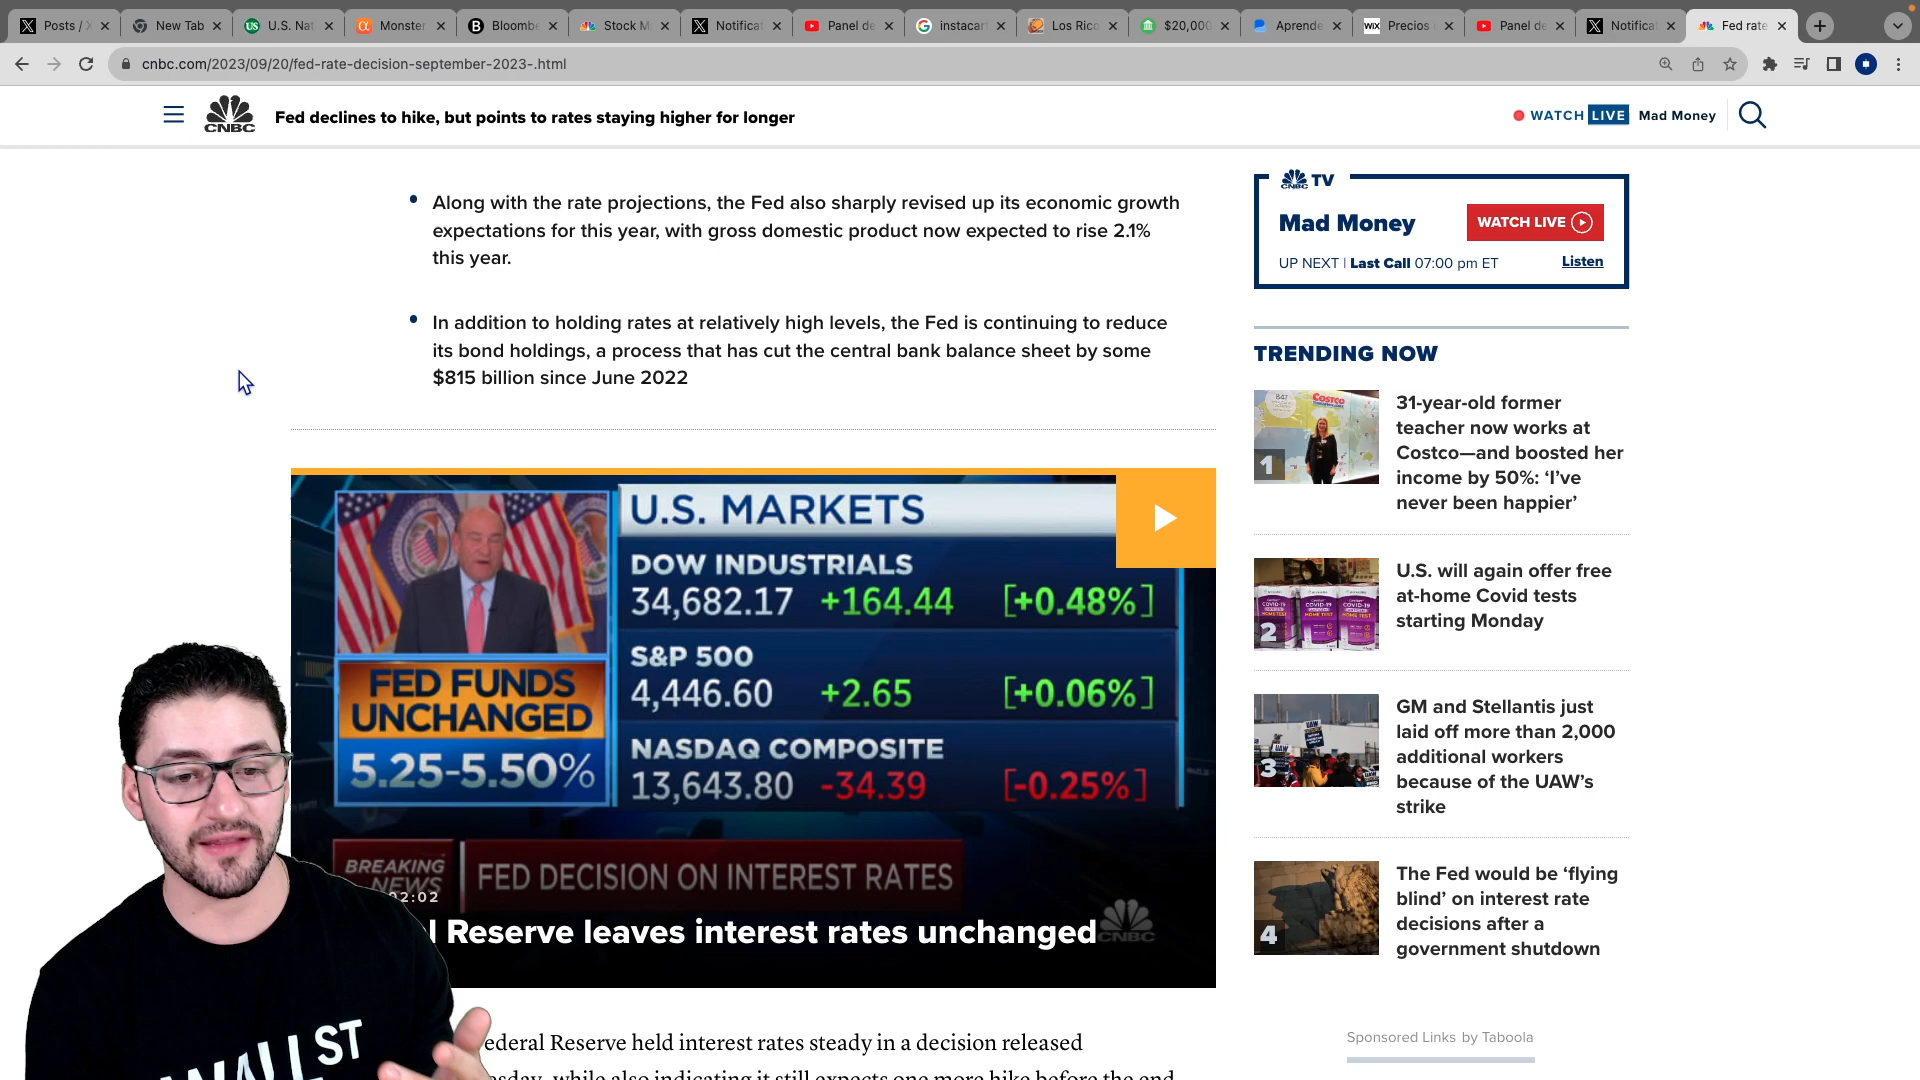 Posts / X
New Tab
U.S. Nat
Monster
Bloombe
Stock M
Notificat
Panel de
instacar
Los Rico
$20,000
Aprende
Precios
Panel de
Notificat
Fed rate
cnbc.com/2023/09/20/fed-rate-decision-september-2023-.html
CNBC
Fed declines to hike, but points to rates staying higher for longer
WATCH LIVE Mad Money
Along with the rate projections, the Fed also sharply revised up its economic growth
expectations for this year, with gross domestic product now expected to rise 2.1%
this year.
In addition to holding rates at relatively high levels, the Fed is continuing to reduce
its bond holdings, a process that has cut the central bank balance sheet by some
$815 billion since June 2022
U.S. MARKETS
DOW INDUSTRIALS
34,682.17 +164.44 [+0.48%]
S&P 500
4,446.60 +2.65 [+0.06%]
NASDAQ COMPOSITE
13,643.80 -34.39 [-0.25%]
FED FUNDS
UNCHANGED
5.25-5.50%
BREAKING
NEWS
FED DECISION ON INTEREST RATES
02:02
l Reserve leaves interest rates unchanged
CNBC
ederal Reserve held interest rates steady in a decision released
esday, while also indicating it still expects one more hike before the end
WALL ST
CNBC TV
Mad Money
WATCH LIVE
UP NEXT | Last Call 07:00 pm ET
Listen
TRENDING NOW
1
Costco
31-year-old former
teacher now works at
Costco—and boosted her
income by 50%: ‘I’ve
never been happier’
2
COVID-19
U.S. will again offer free
at-home Covid tests
starting Monday
3
UAW
GM and Stellantis just
laid off more than 2,000
additional workers
because of the UAW’s
strike
4
The Fed would be ‘flying
blind’ on interest rate
decisions after a
government shutdown
Sponsored Links by Taboola